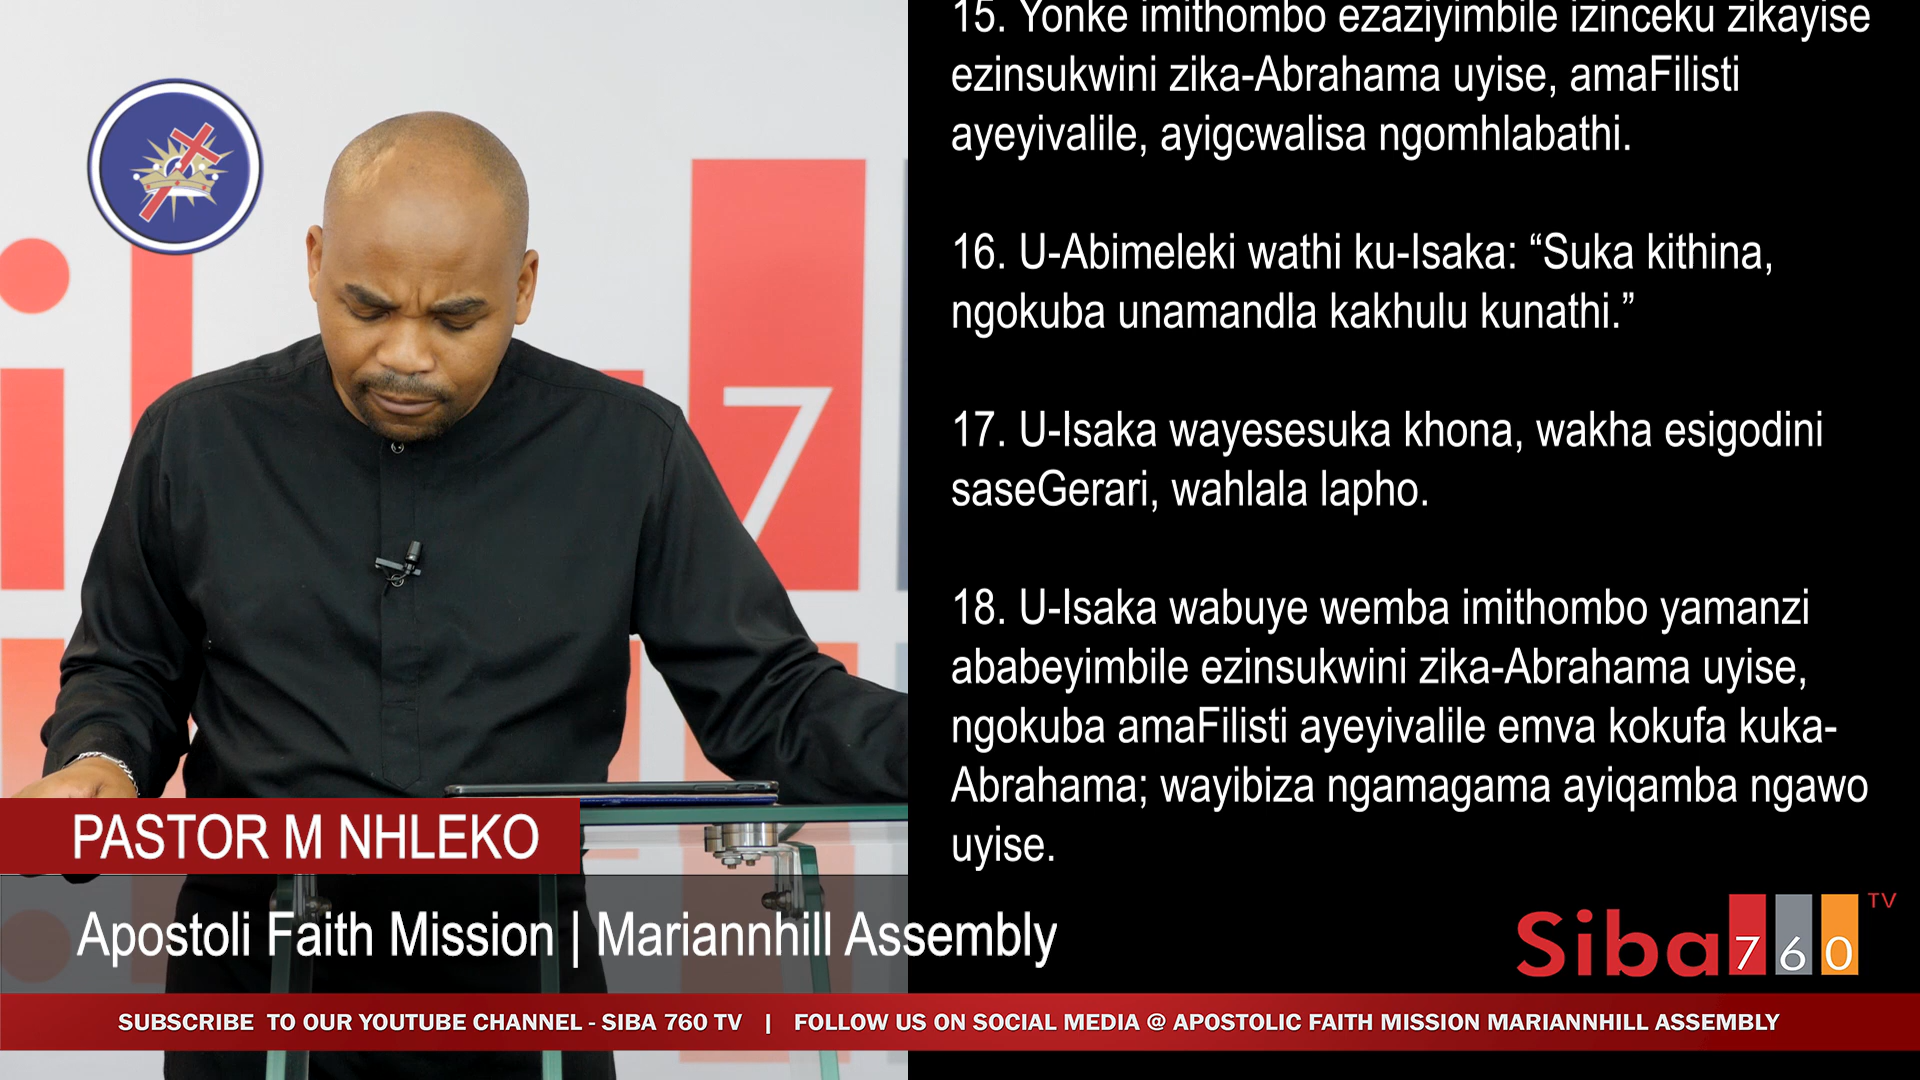 15. Yonke imithombo ezaziyimbile izinceku zikayise
ezinsukwini zika-Abrahama uyise, amaFilisti
ayeyivalile, ayigcwalisa ngomhlabathi.
16. U-Abimeleki wathi ku-Isaka: “Suka kithina,
ngokuba unamandla kakhulu kunathi.”
17. U-Isaka wayesesuka khona, wakha esigodini
saseGerari, wahlala lapho.
18. U-Isaka wabuye wemba imithombo yamanzi
ababeyimbile ezinsukwini zika-Abrahama uyise,
ngokuba amaFilisti ayeyivalile emva kokufa kuka-
Abrahama; wayibiza ngamagama ayiqamba ngawo
uyise.
7
PASTOR M NHLEKO
Apostoli Faith Mission | Mariannhill Assembly
Siba 760 TV
SUBSCRIBE TO OUR YOUTUBE CHANNEL - SIBA 760 TV | FOLLOW US ON SOCIAL MEDIA @ APOSTOLIC FAITH MISSION MARIANNHILL ASSEMBLY